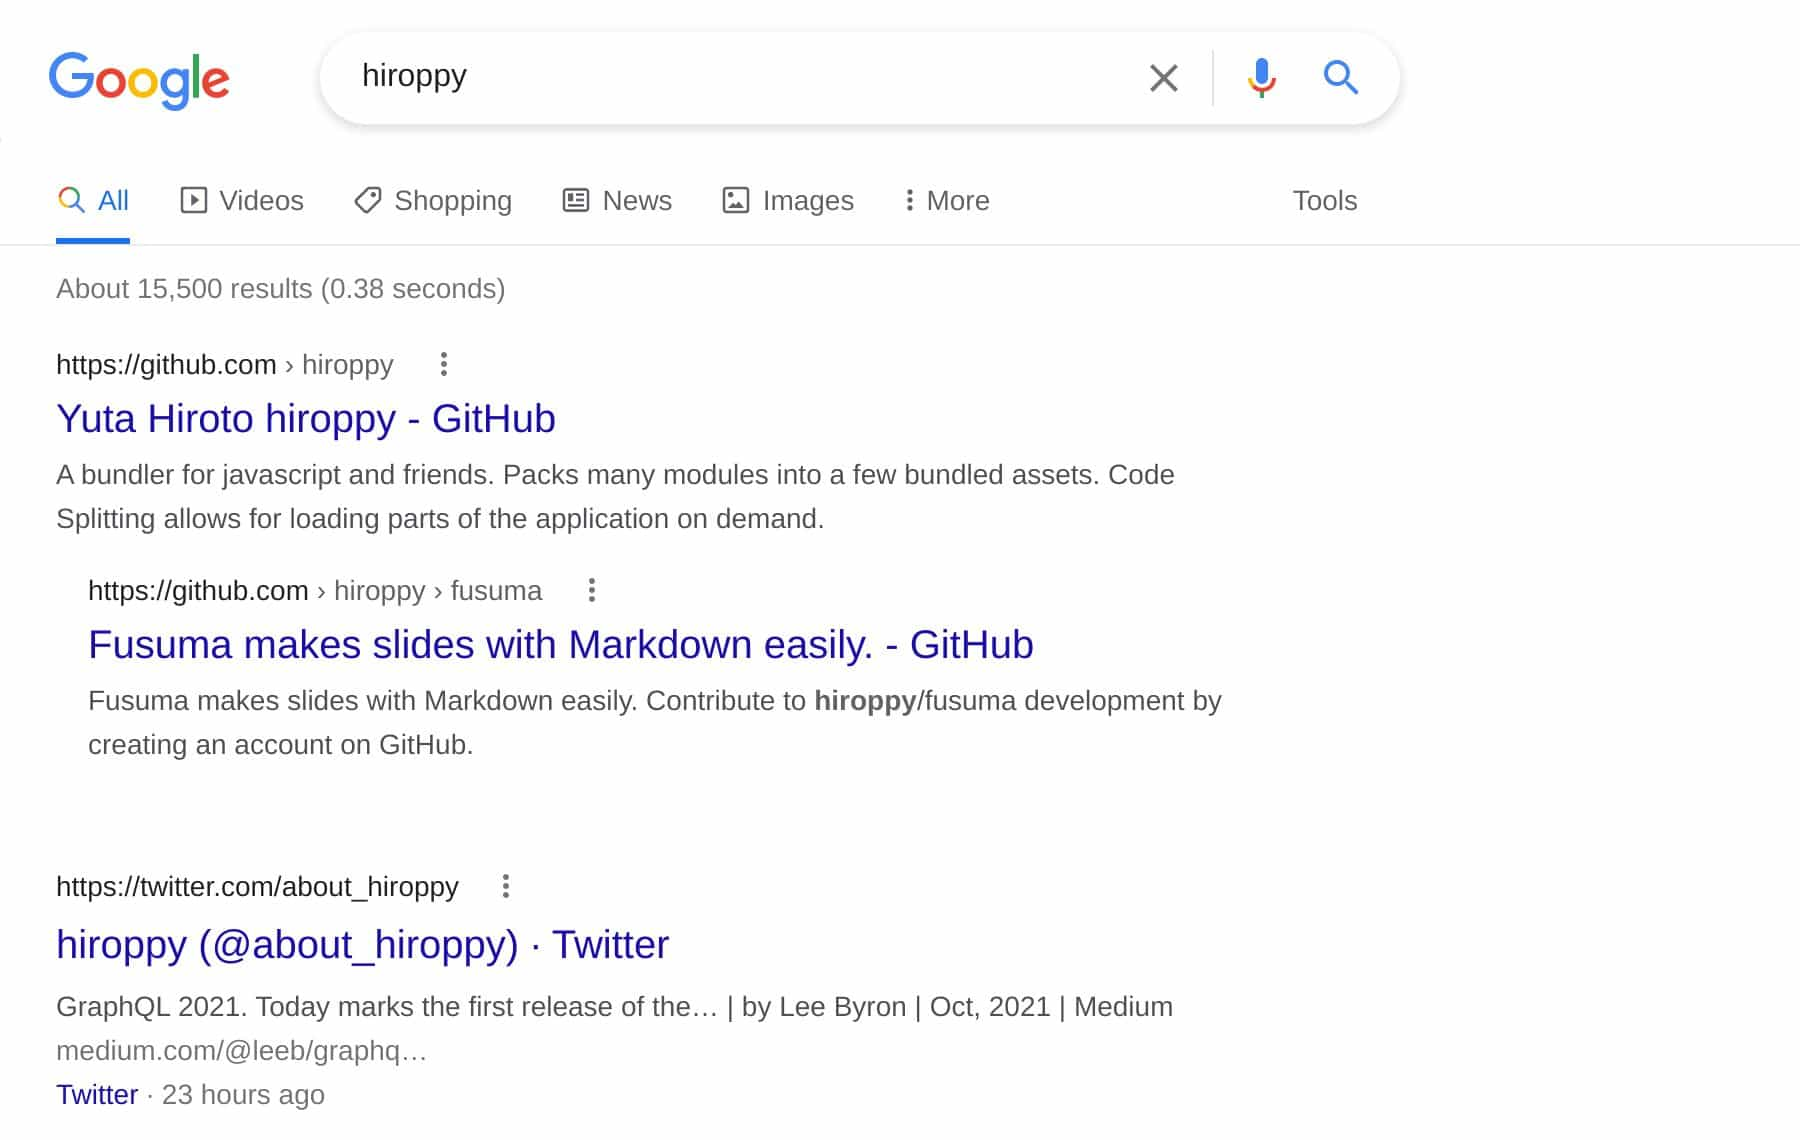 Google
hiroppy
All Videos Shopping News Images More Tools
About 15,500 results (0.38 seconds)
https://github.com › hiroppy
Yuta Hiroto hiroppy - GitHub
A bundler for javascript and friends. Packs many modules into a few bundled assets. Code
Splitting allows for loading parts of the application on demand.
https://github.com › hiroppy › fusuma
Fusuma makes slides with Markdown easily. - GitHub
Fusuma makes slides with Markdown easily. Contribute to hiroppy/fusuma development by
creating an account on GitHub.
https://twitter.com/about_hiroppy
hiroppy (@about_hiroppy) · Twitter
GraphQL 2021. Today marks the first release of the… | by Lee Byron | Oct, 2021 | Medium
medium.com/@leeb/graphq…
Twitter · 23 hours ago